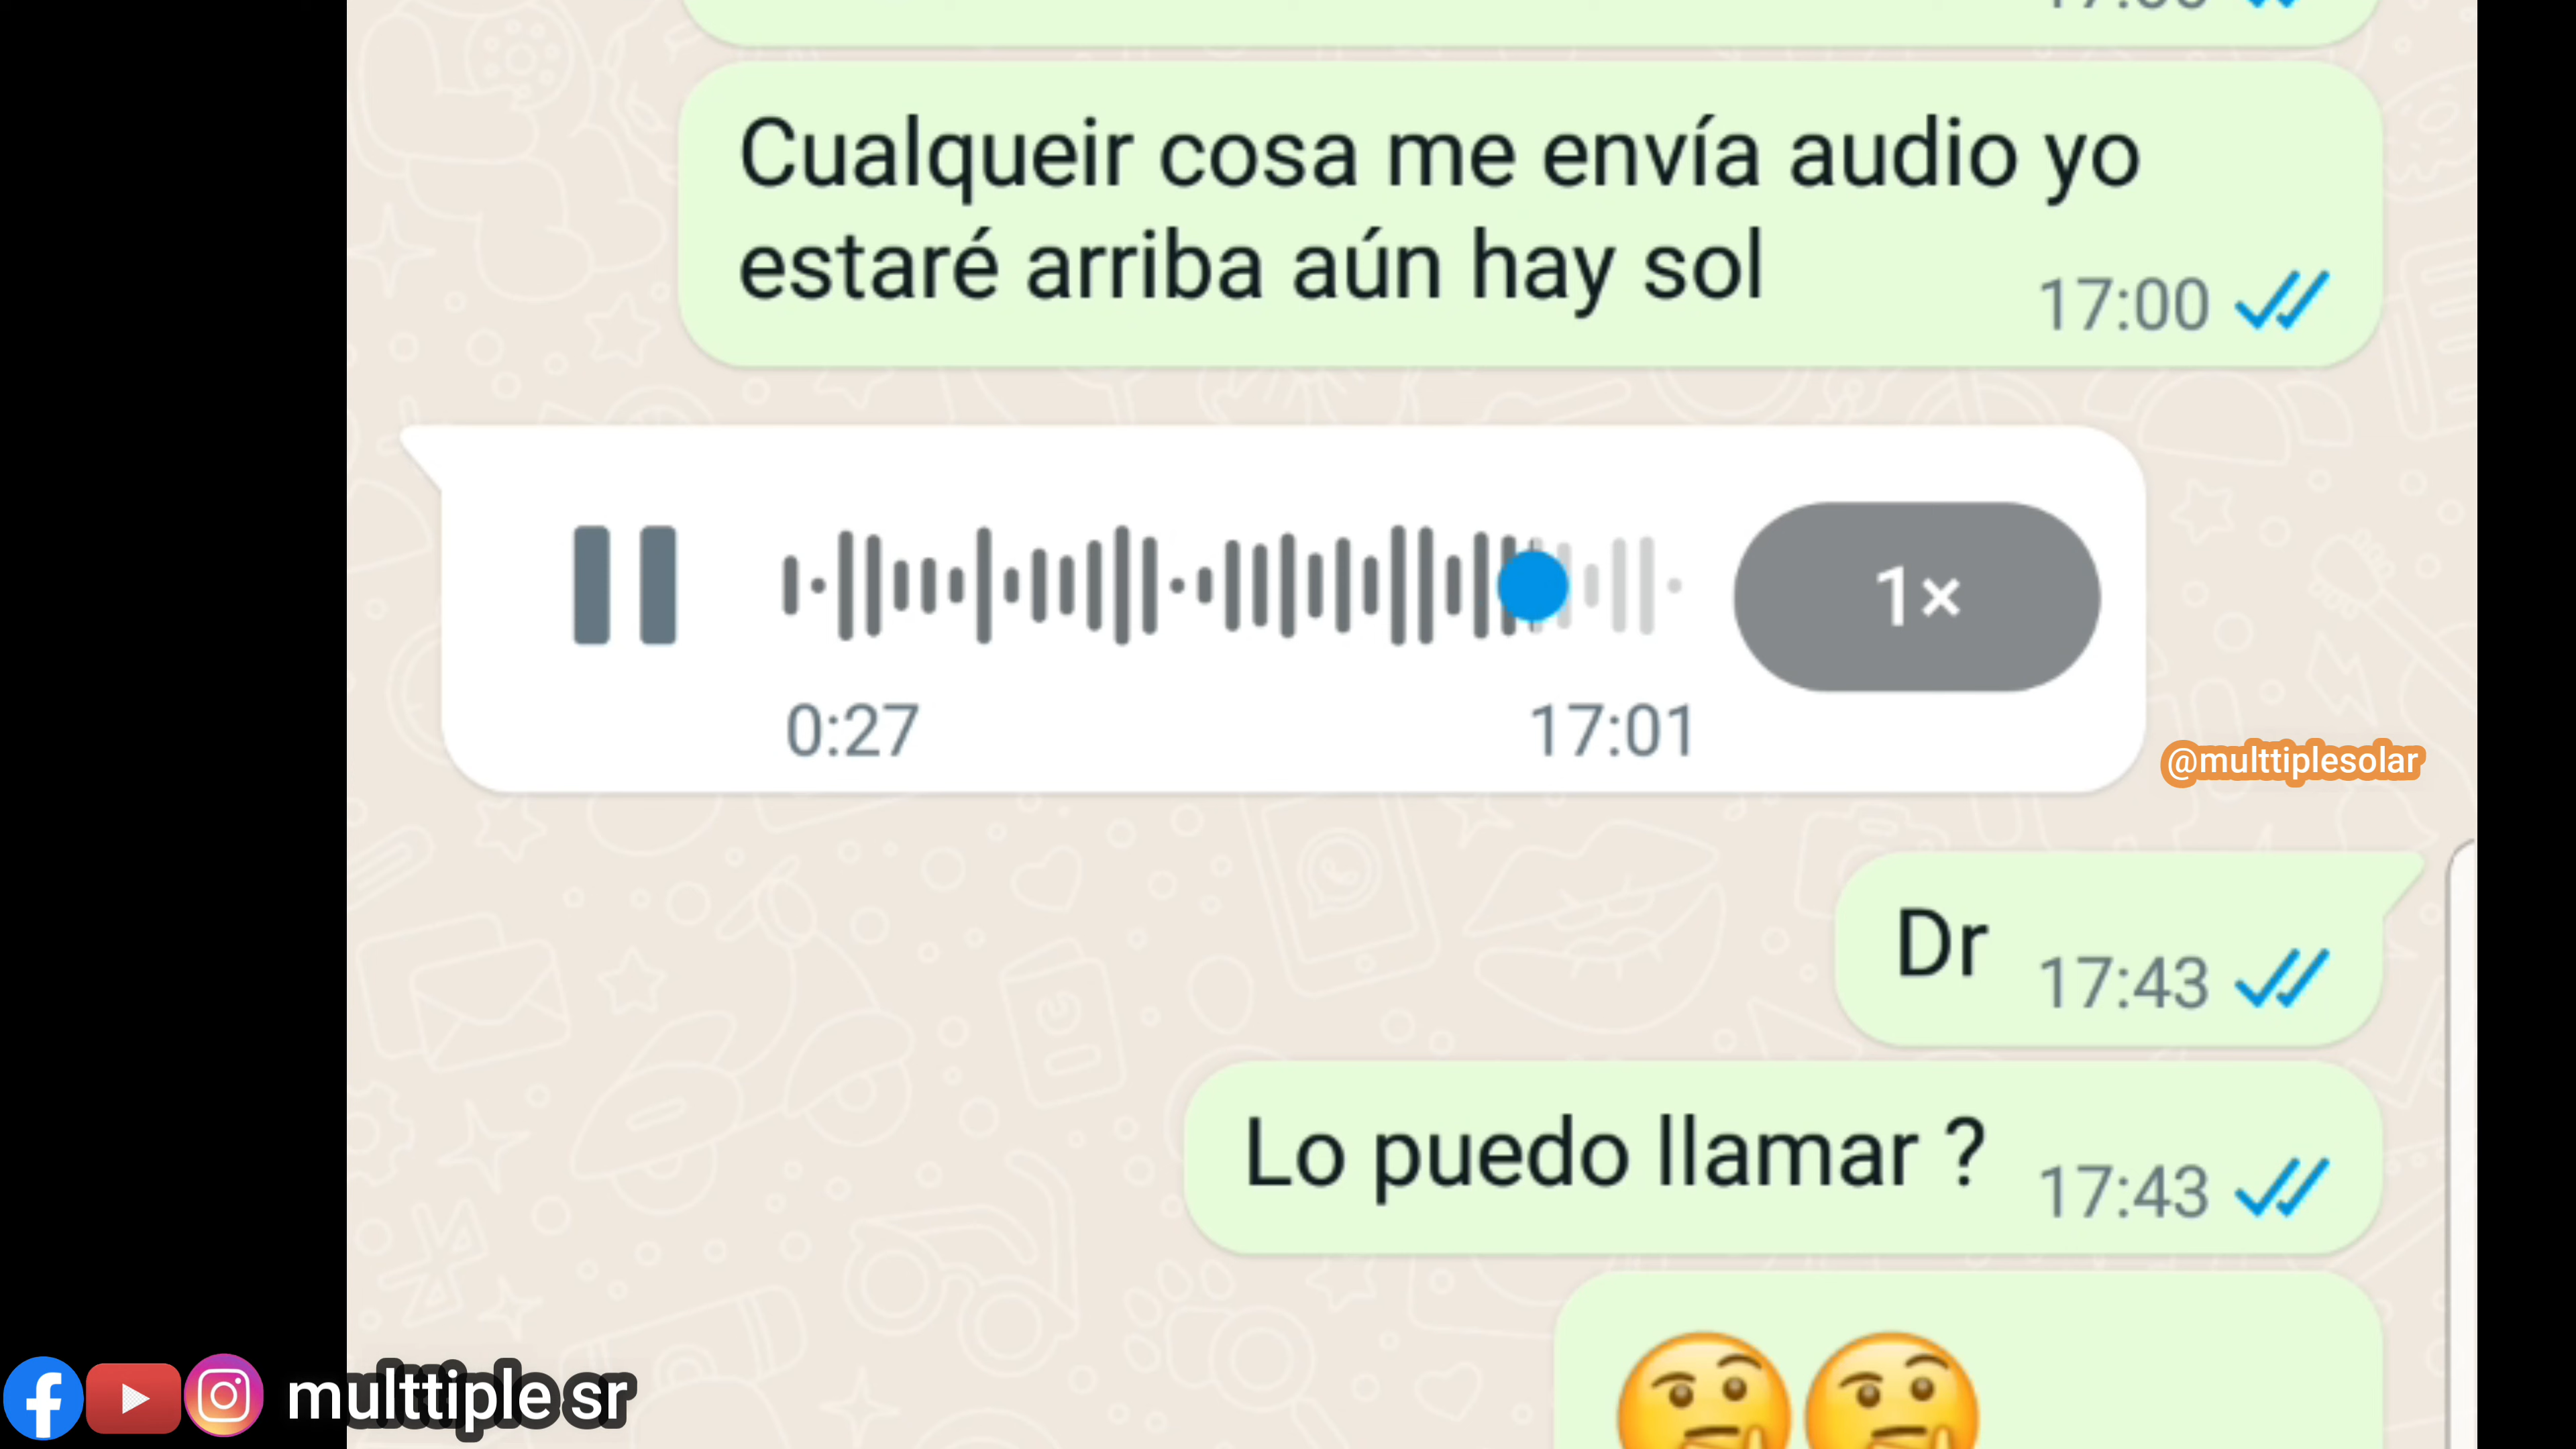 Cualqueir cosa me envía audio yo
estaré arriba aún hay sol
17:00
1×
0:27
17:01
@multtiplesolar
Dr
17:43
Lo puedo llamar ?
17:43
multtiple sr